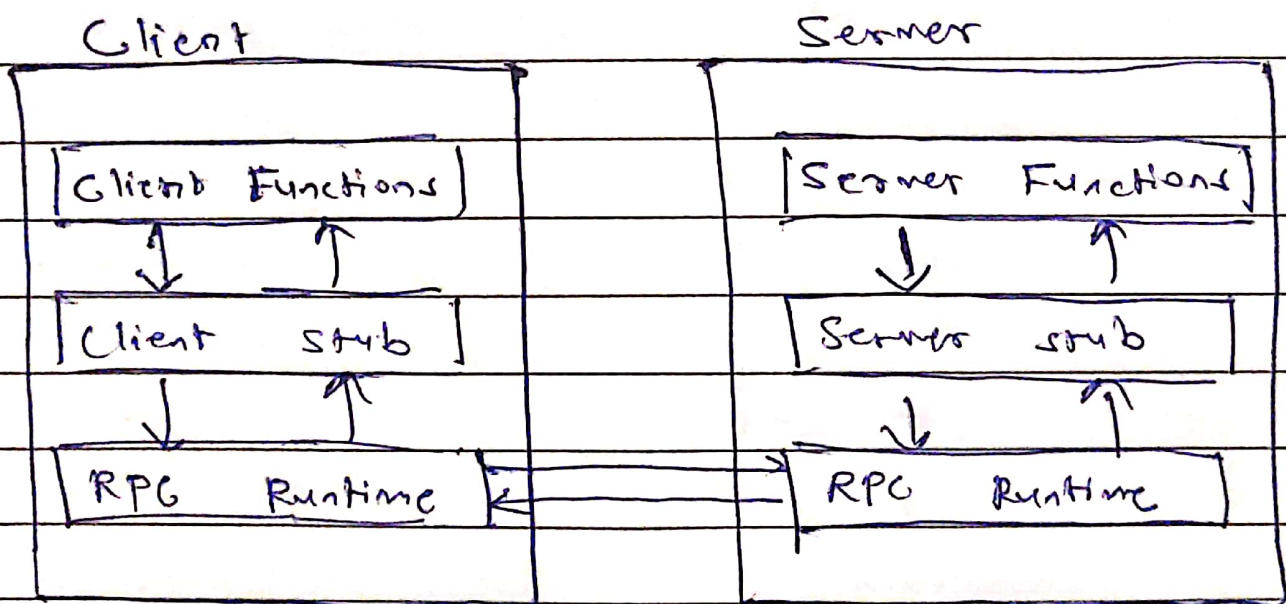 Client
Server
Client Functions
Server Functions
Client stub
Server stub
RPC Runtime
RPC Runtime